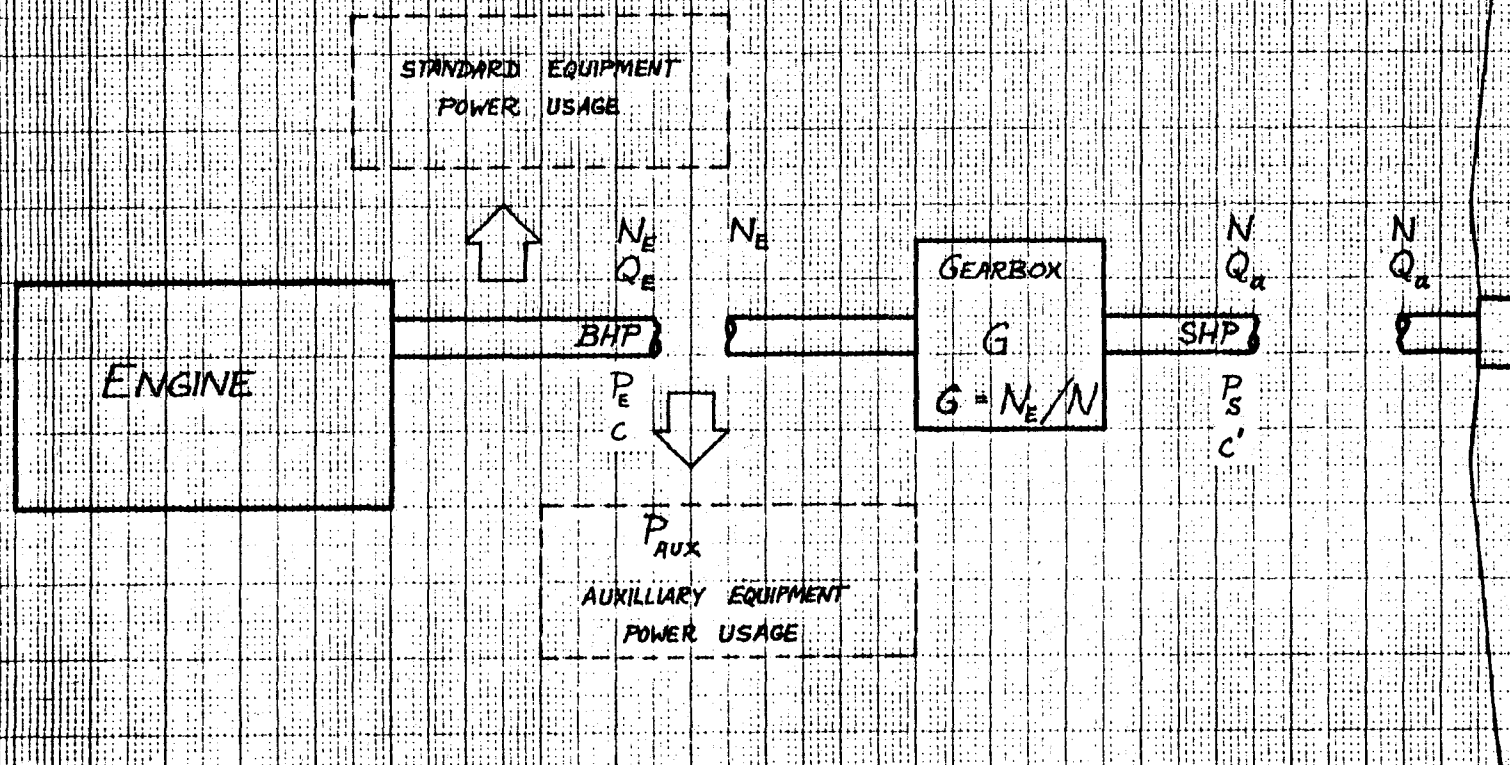 STANDARD EQUIPMENT
POWER USAGE
N_E
Q_E
N_E
N
Q_a
N
Q_a
ENGINE
BHP
P_E
C
GEARBOX
G
G = N_E/N
SHP
P_S
C'
P_AUX
AUXILLIARY EQUIPMENT
POWER USAGE